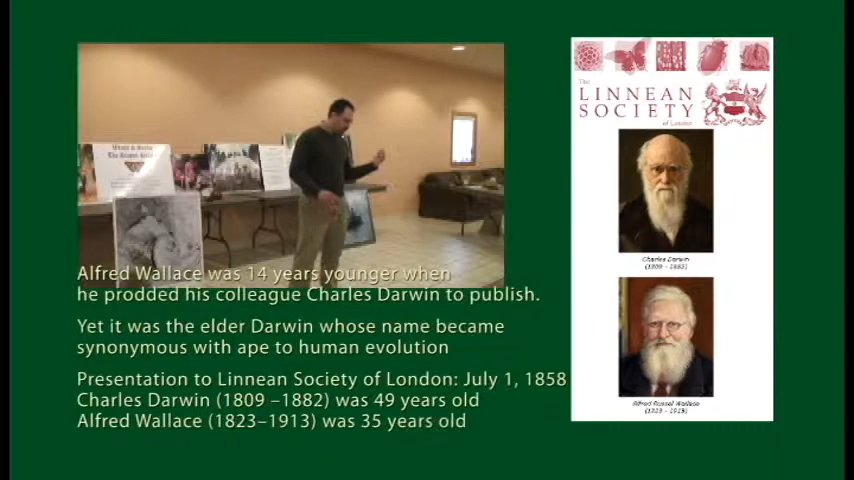 Alfred Wallace was 14 years younger when
he prodded his colleague Charles Darwin to publish.
Yet it was the elder Darwin whose name became
synonymous with ape to human evolution
Presentation to Linnean Society of London: July 1, 1858
Charles Darwin (1809 –1882) was 49 years old
Alfred Wallace (1823–1913) was 35 years old
The
LINNEAN
SOCIETY
of London
Charles Darwin
(1809 - 1882)
Alfred Russel Wallace
(1823 - 1913)